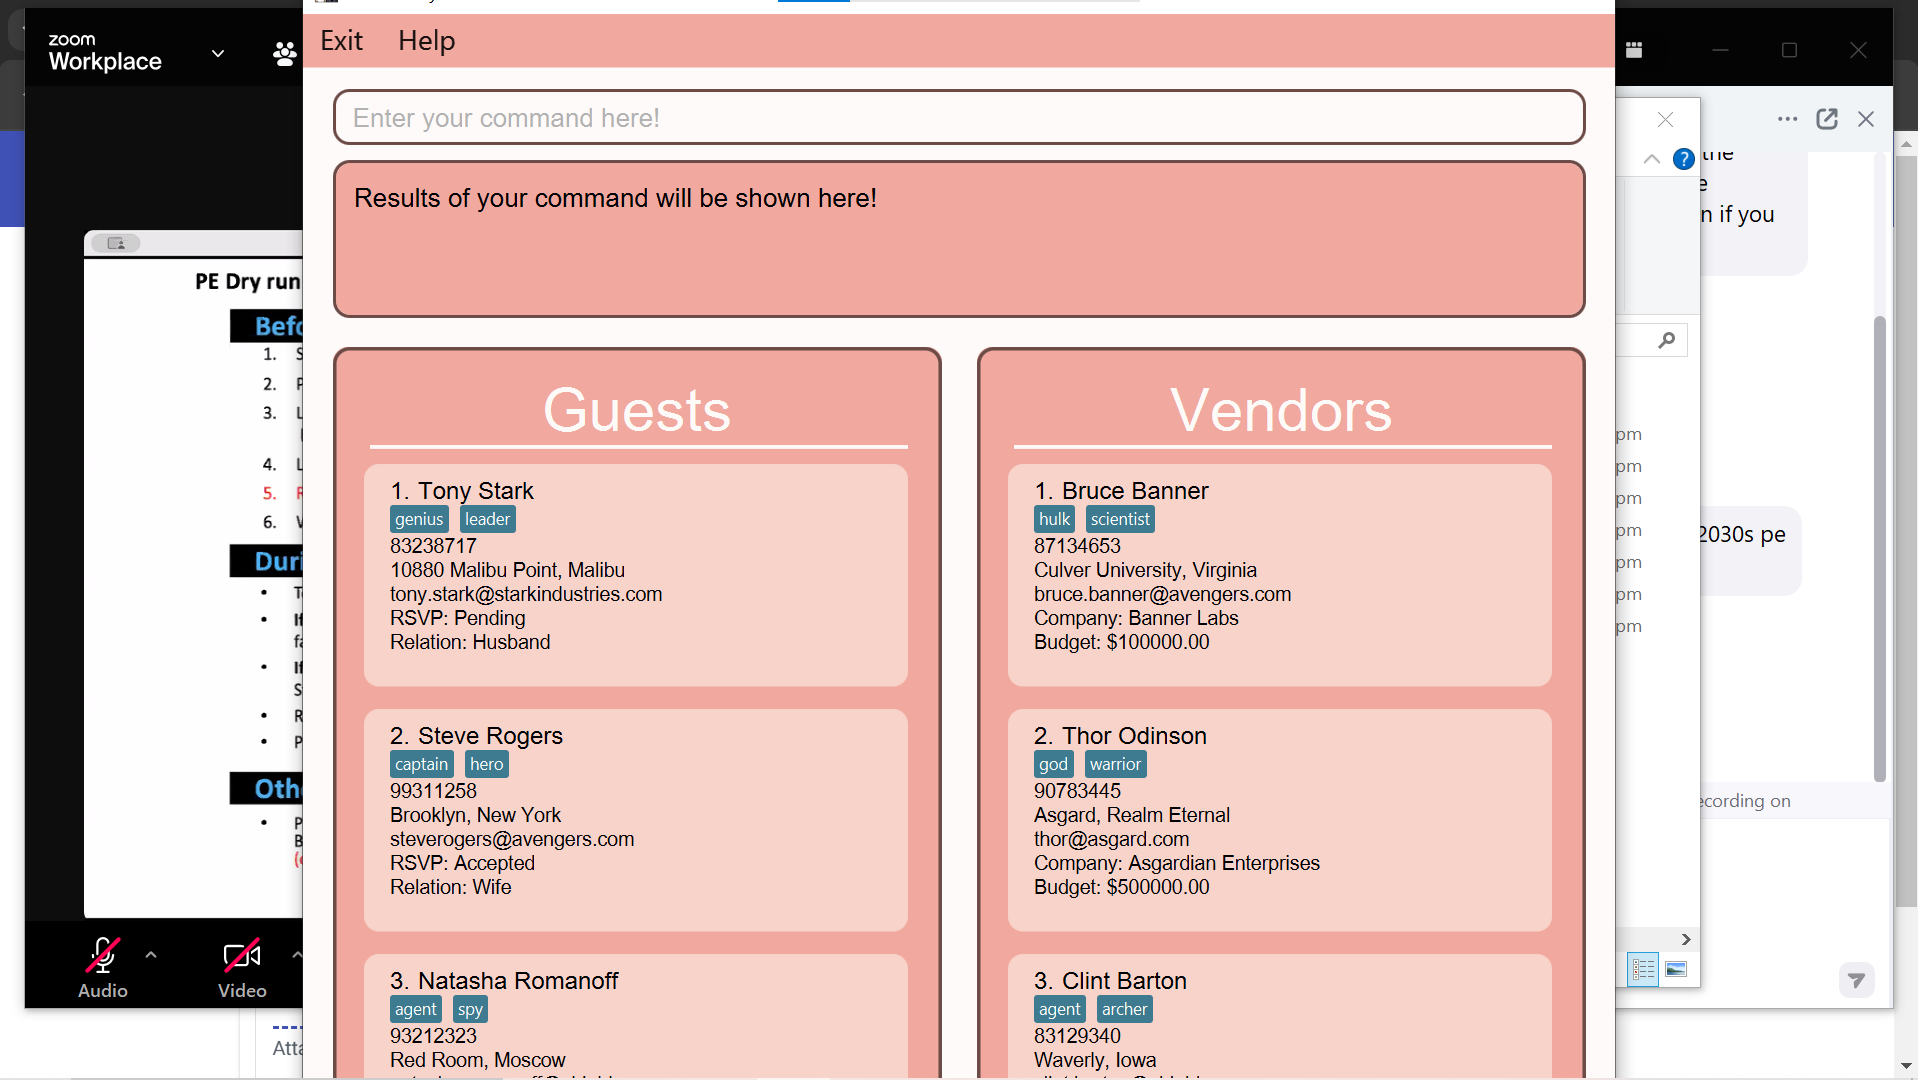 zoom
Workplace
Exit Help
Enter your command here!
Results of your command will be shown here!
Guests
1. Tony Stark
genius leader
83238717
10880 Malibu Point, Malibu
tony.stark@starkindustries.com
RSVP: Pending
Relation: Husband
2. Steve Rogers
captain hero
99311258
Brooklyn, New York
steverogers@avengers.com
RSVP: Accepted
Relation: Wife
3. Natasha Romanoff
agent spy
93212323
Red Room, Moscow
Vendors
1. Bruce Banner
hulk scientist
87134653
Culver University, Virginia
bruce.banner@avengers.com
Company: Banner Labs
Budget: $100000.00
2. Thor Odinson
god warrior
90783445
Asgard, Realm Eternal
thor@asgard.com
Company: Asgardian Enterprises
Budget: $500000.00
3. Clint Barton
agent archer
83129340
Waverly, Iowa
PE Dry run
1.
2.
3.
4.
5.
6.
Audio
Video
the
n if you
pm
pm
pm
pm
pm
pm
pm
2030s pe
ecording on